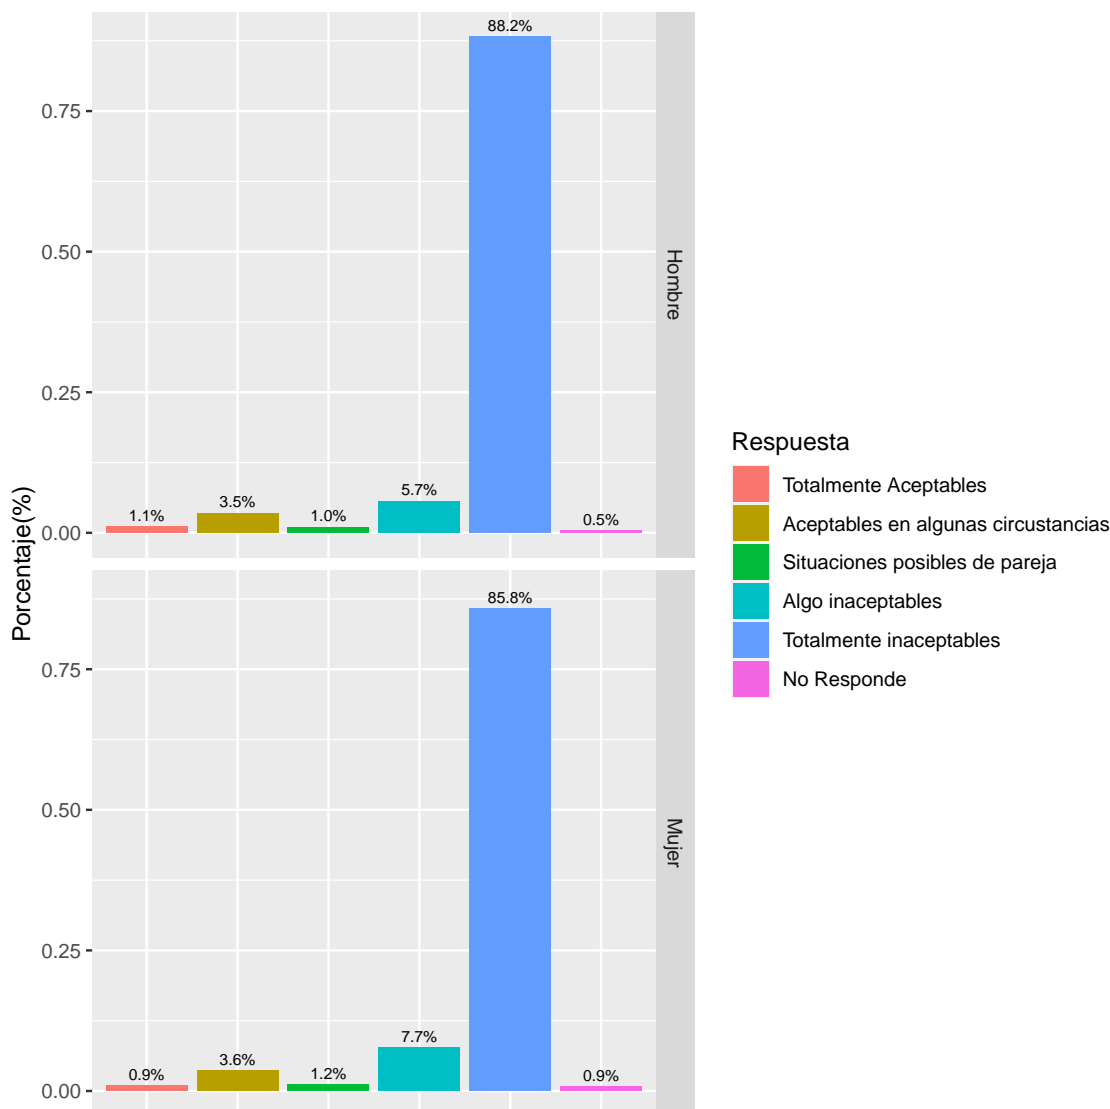 88.2%
0.75
0.50
0.25
5.7%
3.5%
1.1%
1.0%
0.5%
0.00
Hombre
Porcentaje(%)
85.8%
0.75
0.50
0.25
7.7%
3.6%
0.9%
1.2%
0.9%
0.00
Mujer
Respuesta
Totalmente Aceptables
Aceptables en algunas circustancias
Situaciones posibles de pareja
Algo inaceptables
Totalmente inaceptables
No Responde